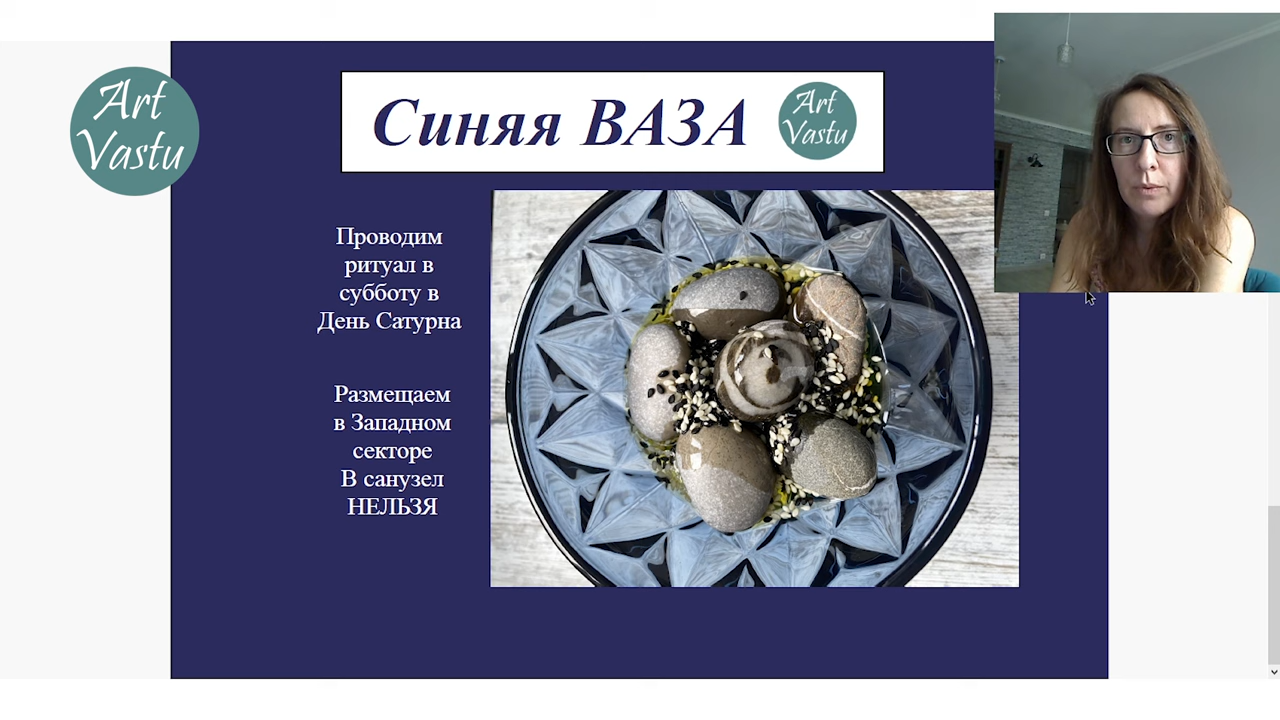 Art
Vastu
Синяя ВАЗА
Art
Vastu
Проводим
ритуал в
субботу в
День Сатурна
Размещаем
в Западном
секторе
В санузел
НЕЛЬЗЯ